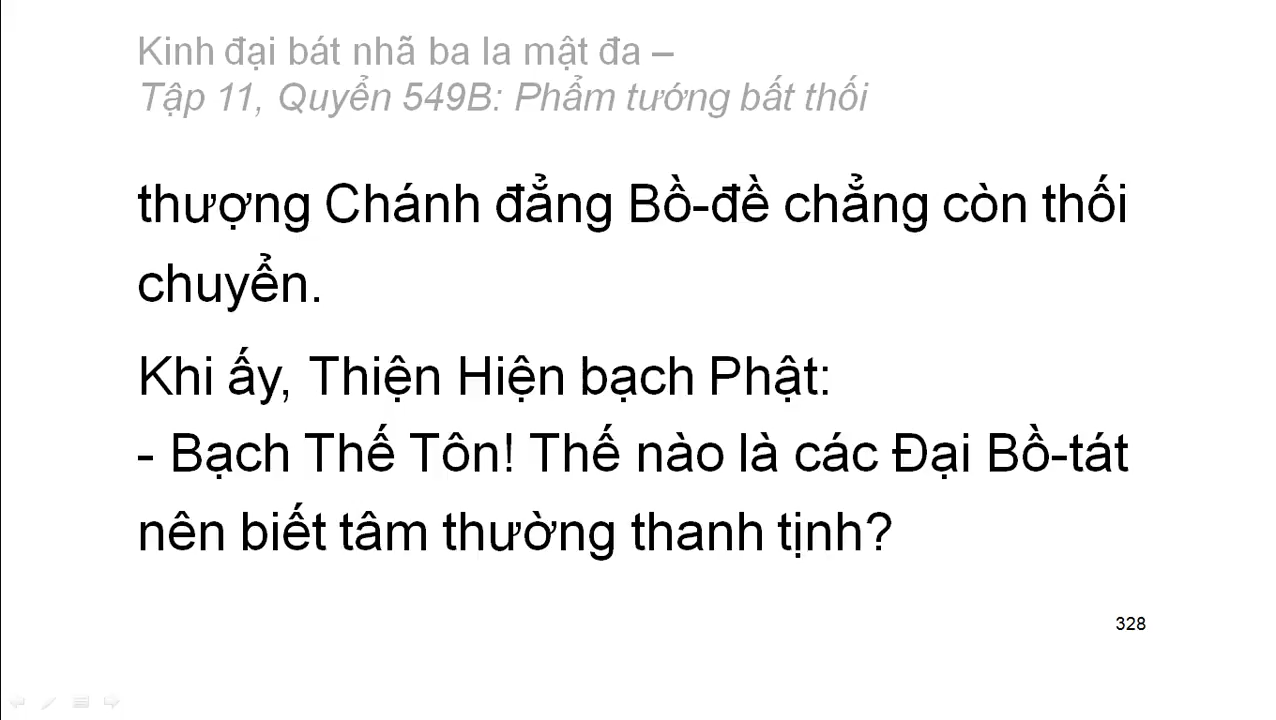 Kinh đại bát nhã ba la mật đa –
Tập 11, Quyển 549B: Phẩm tướng bất thối
thượng Chánh đẳng Bồ-đề chẳng còn thối
chuyển.
Khi ấy, Thiện Hiện bạch Phật:
- Bạch Thế Tôn! Thế nào là các Đại Bồ-tát
nên biết tâm thường thanh tịnh?
328